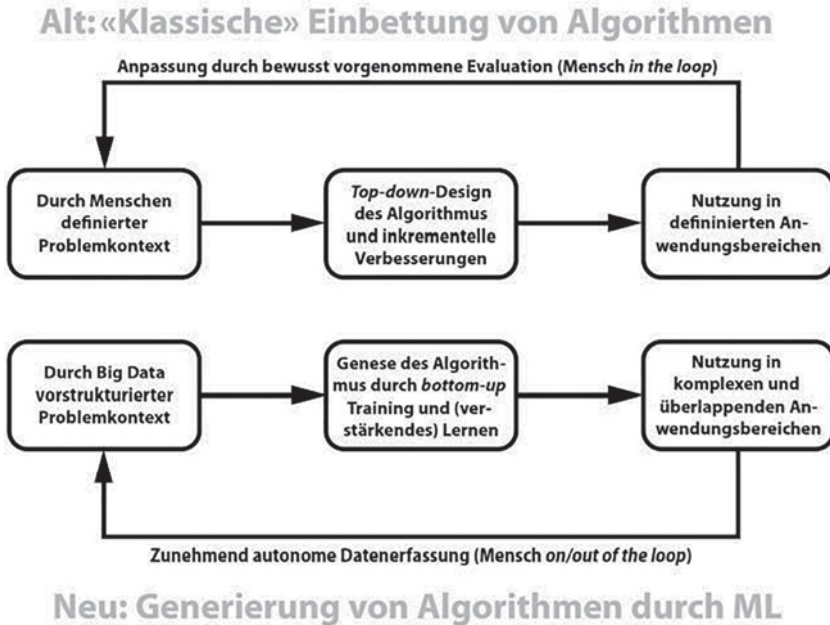 Alt: «Klassische» Einbettung von Algorithmen
Anpassung durch bewusst vorgenommene Evaluation (Mensch in the loop)
Durch Menschen
definierter
Problemkontext
Top-down-Design
des Algorithmus
und inkrementelle
Verbesserungen
Nutzung in
defininierten An-
wendungsbereichen
Durch Big Data
vorstrukturierter
Problemkontext
Genese des Algorith-
mus durch bottom-up
Training und (ver-
stärkendes) Lernen
Nutzung in
komplexen und
überlappenden An-
wendungsbereichen
Zunehmend autonome Datenerfassung (Mensch on/out of the loop)
Neu: Generierung von Algorithmen durch ML